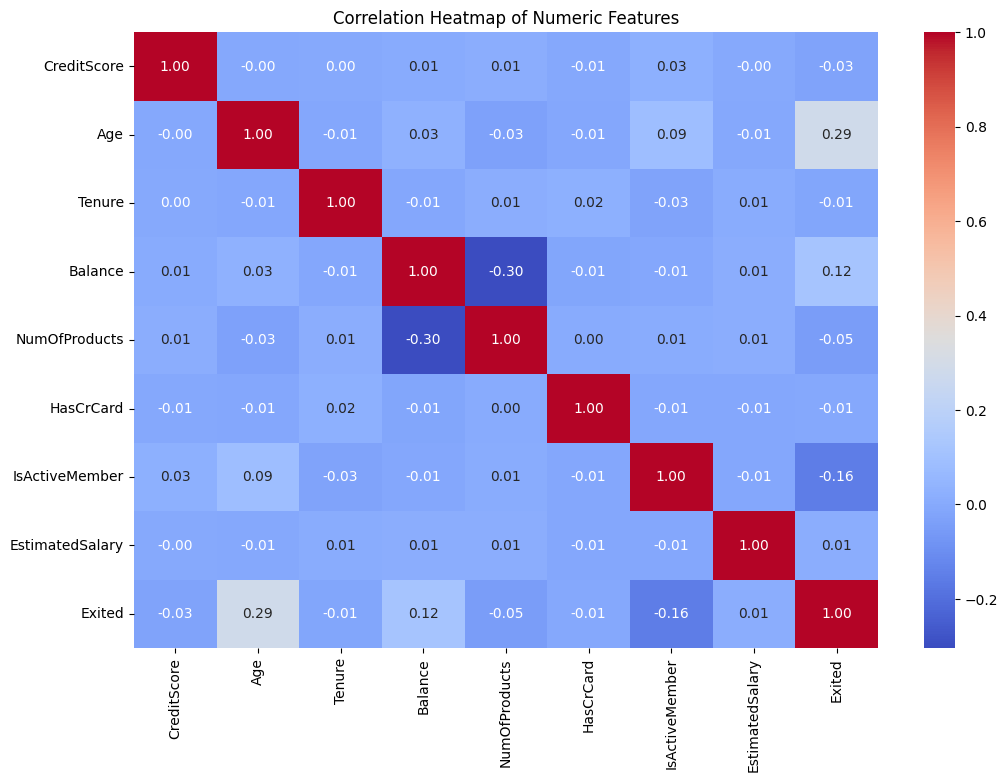 Correlation Heatmap of Numeric Features
CreditScore 1.00 -0.00 0.00 0.01 0.01 -0.01 0.03 -0.00 -0.03
Age -0.00 1.00 -0.01 0.03 -0.03 -0.01 0.09 -0.01 0.29
Tenure 0.00 -0.01 1.00 -0.01 0.01 0.02 -0.03 0.01 -0.01
Balance 0.01 0.03 -0.01 1.00 -0.30 -0.01 -0.01 0.01 0.12
NumOfProducts 0.01 -0.03 0.01 -0.30 1.00 0.00 0.01 0.01 -0.05
HasCrCard -0.01 -0.01 0.02 -0.01 0.00 1.00 -0.01 -0.01 -0.01
IsActiveMember 0.03 0.09 -0.03 -0.01 0.01 -0.01 1.00 -0.01 -0.16
EstimatedSalary -0.00 -0.01 0.01 0.01 0.01 -0.01 -0.01 1.00 0.01
Exited -0.03 0.29 -0.01 0.12 -0.05 -0.01 -0.16 0.01 1.00
CreditScore
Age
Tenure
Balance
NumOfProducts
HasCrCard
IsActiveMember
EstimatedSalary
Exited
1.0
0.8
0.6
0.4
0.2
0.0
−0.2